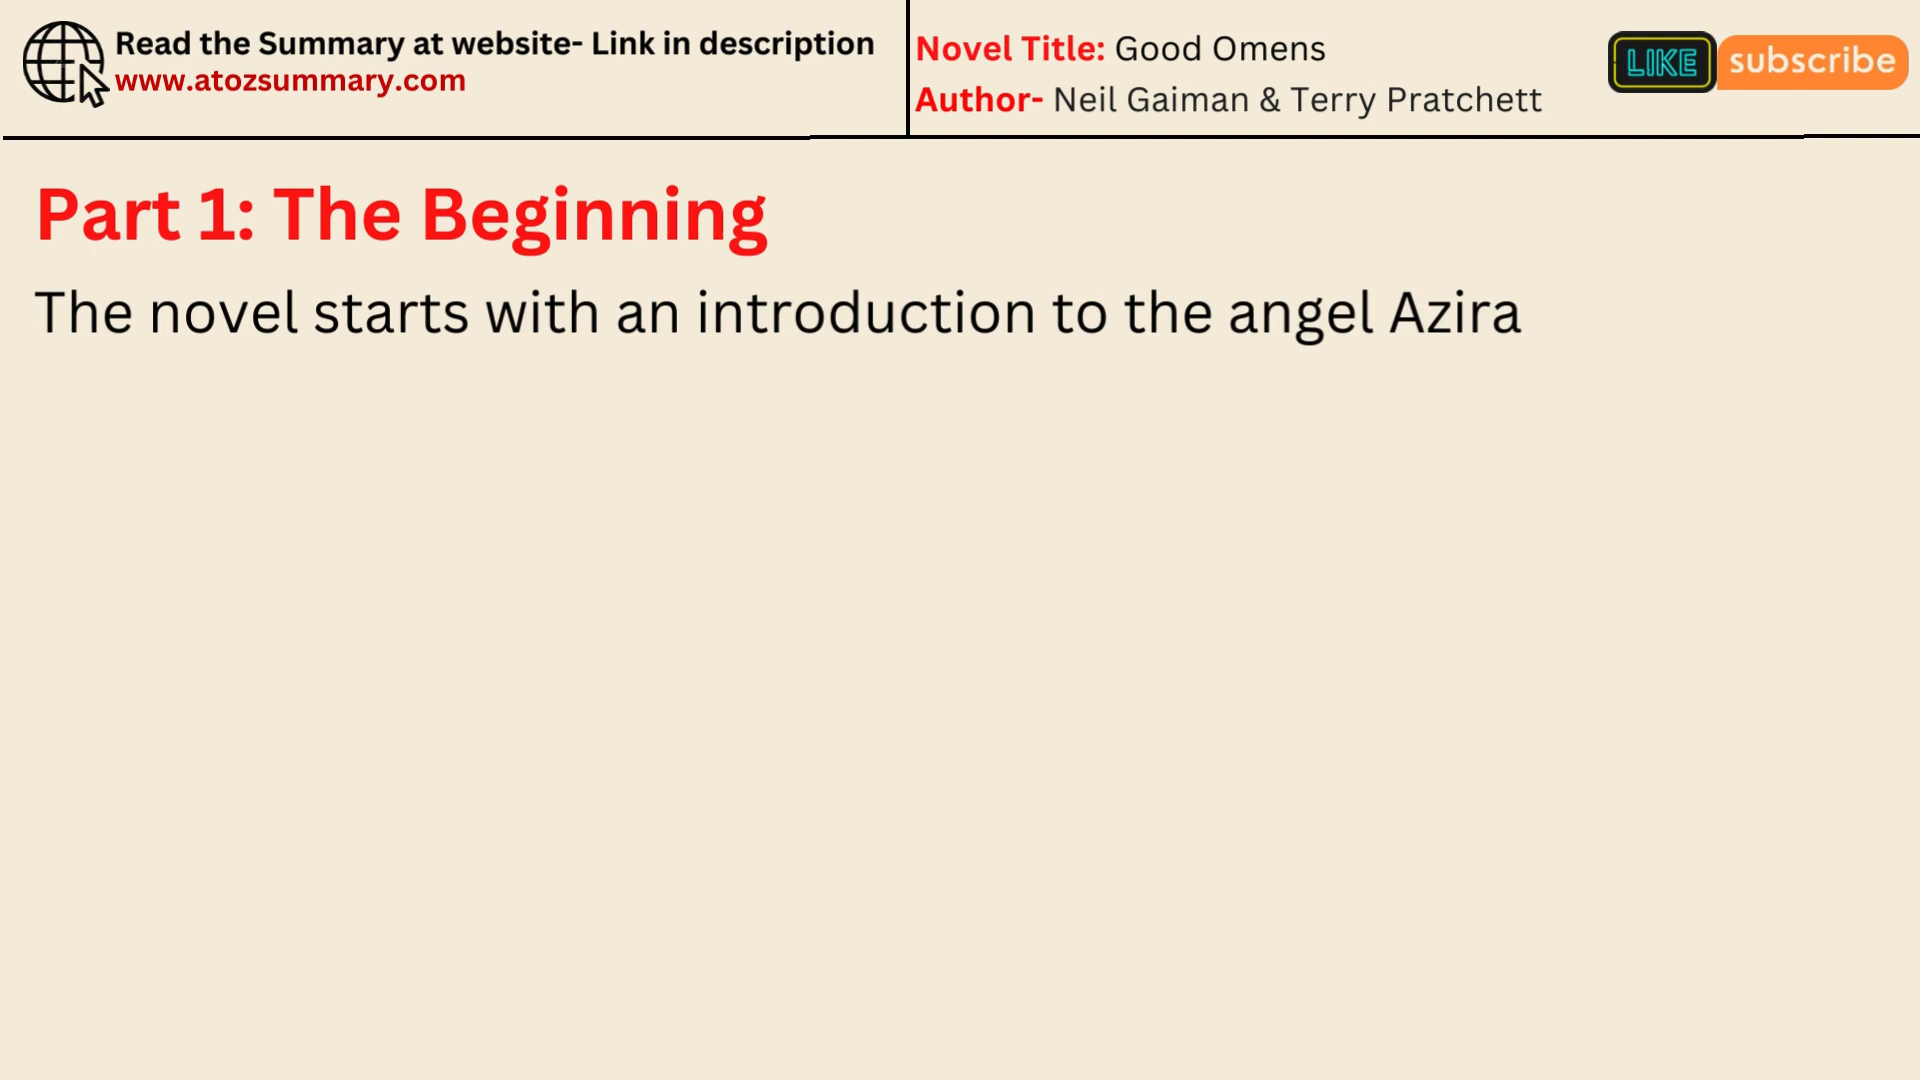 Read the Summary at website- Link in description
www.atozsummary.com
Novel Title: Good Omens
Author- Neil Gaiman & Terry Pratchett
LIKE
subscribe
Part 1: The Beginning
The novel starts with an introduction to the angel Azira